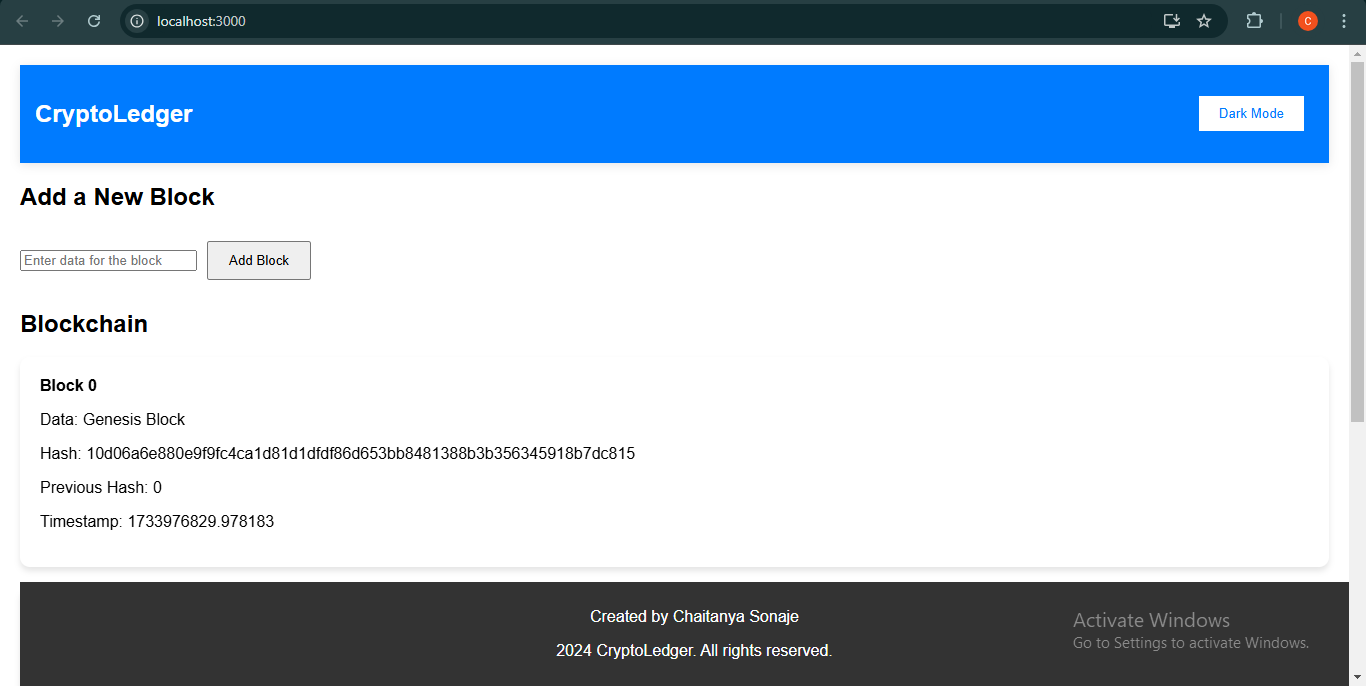 localhost:3000
C
CryptoLedger
Dark Mode
Add a New Block
Enter data for the block
Add Block
Blockchain
Block 0
Data: Genesis Block
Hash: 10d06a6e880e9f9fc4ca1d81d1dfdf86d653bb8481388b3b356345918b7dc815
Previous Hash: 0
Timestamp: 1733976829.978183
Created by Chaitanya Sonaje
2024 CryptoLedger. All rights reserved.
Activate Windows
Go to Settings to activate Windows.